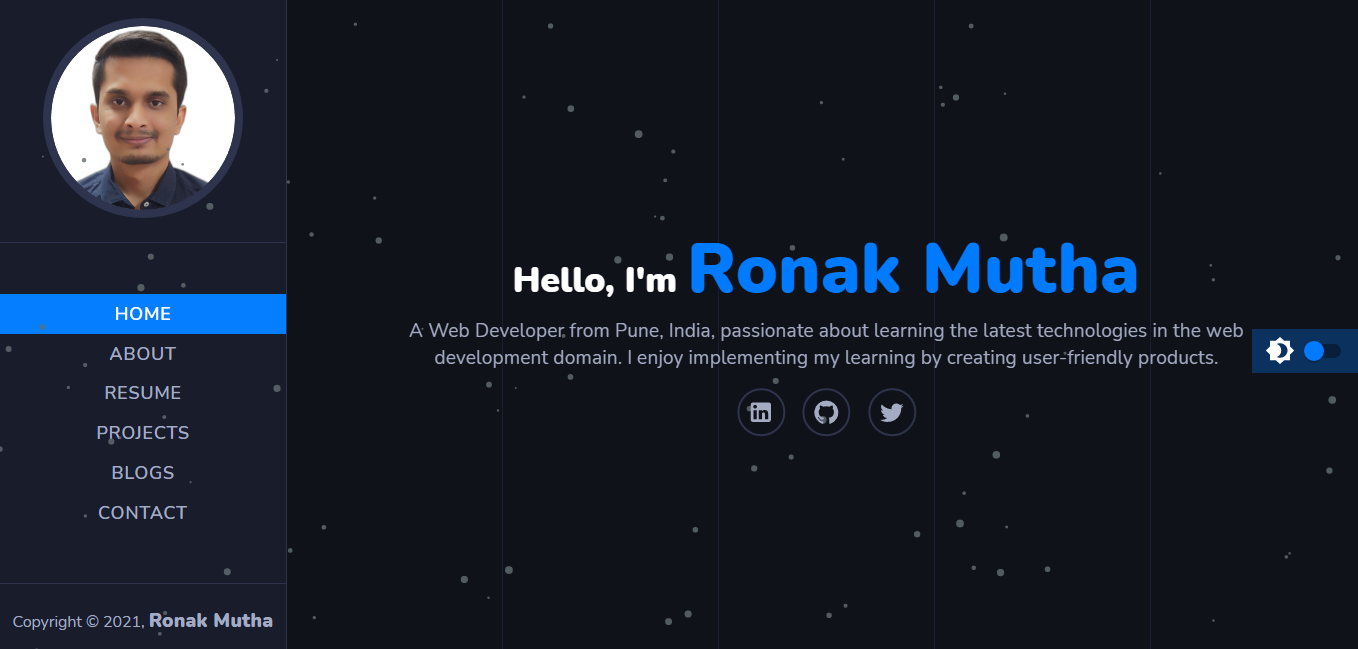 HOME
ABOUT
RESUME
PROJECTS
BLOGS
CONTACT
Copyright © 2021, Ronak Mutha
Hello, I'm Ronak Mutha
A Web Developer from Pune, India, passionate about learning the latest technologies in the web
development domain. I enjoy implementing my learning by creating user-friendly products.